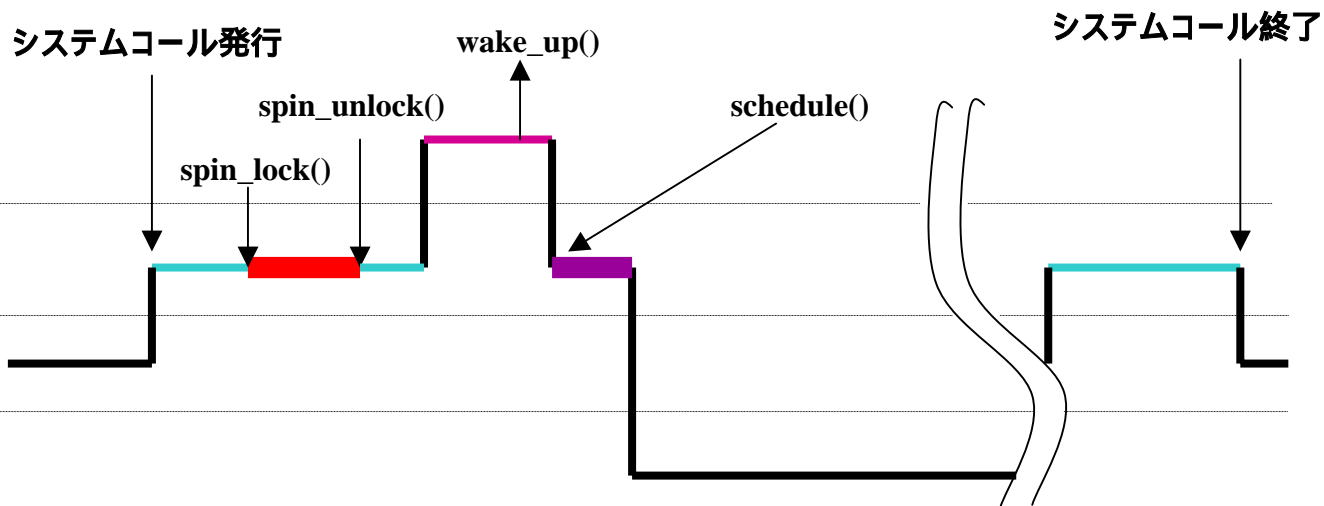 システムコール発行
wake_up()
システムコール終了
spin_unlock()
schedule()
spin_lock()